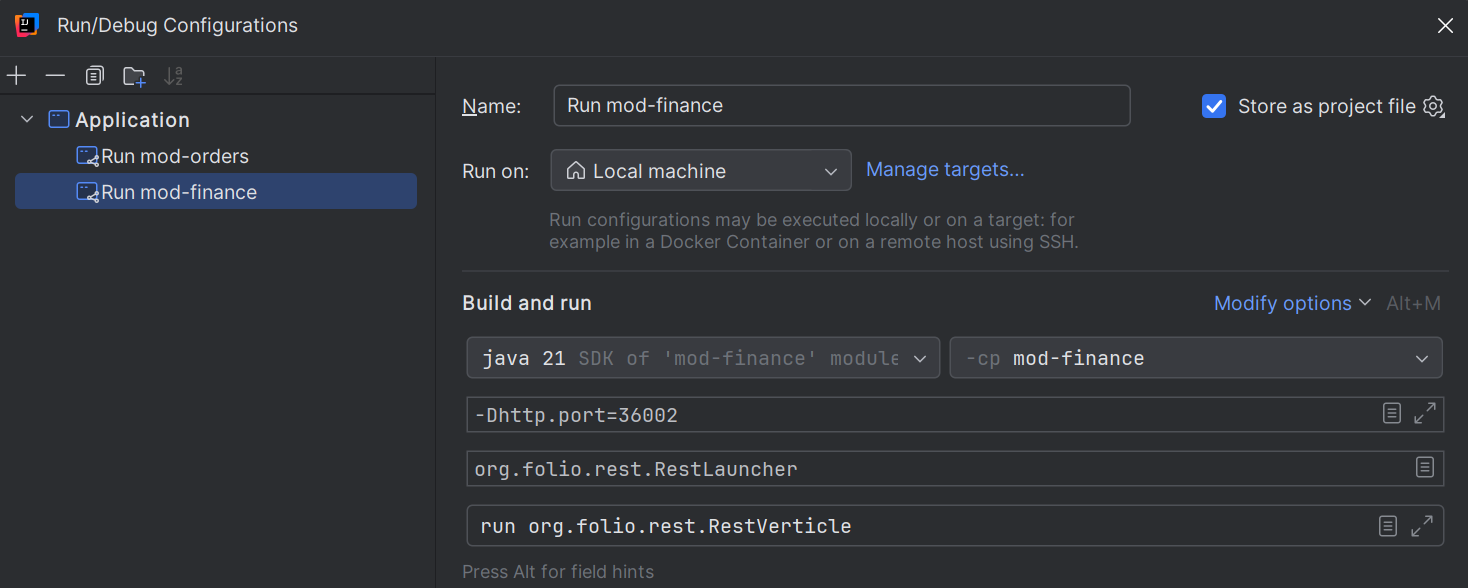 Run/Debug Configurations
Application
Run mod-orders
Run mod-finance
Name:
Run mod-finance
Store as project file
Run on:
Local machine
Manage targets...
Run configurations may be executed locally or on a target: for
example in a Docker Container or on a remote host using SSH.
Build and run
Modify options
Alt+M
java 21 SDK of 'mod-finance' module
-cp mod-finance
-Dhttp.port=36002
org.folio.rest.RestLauncher
run org.folio.rest.RestVerticle
Press Alt for field hints